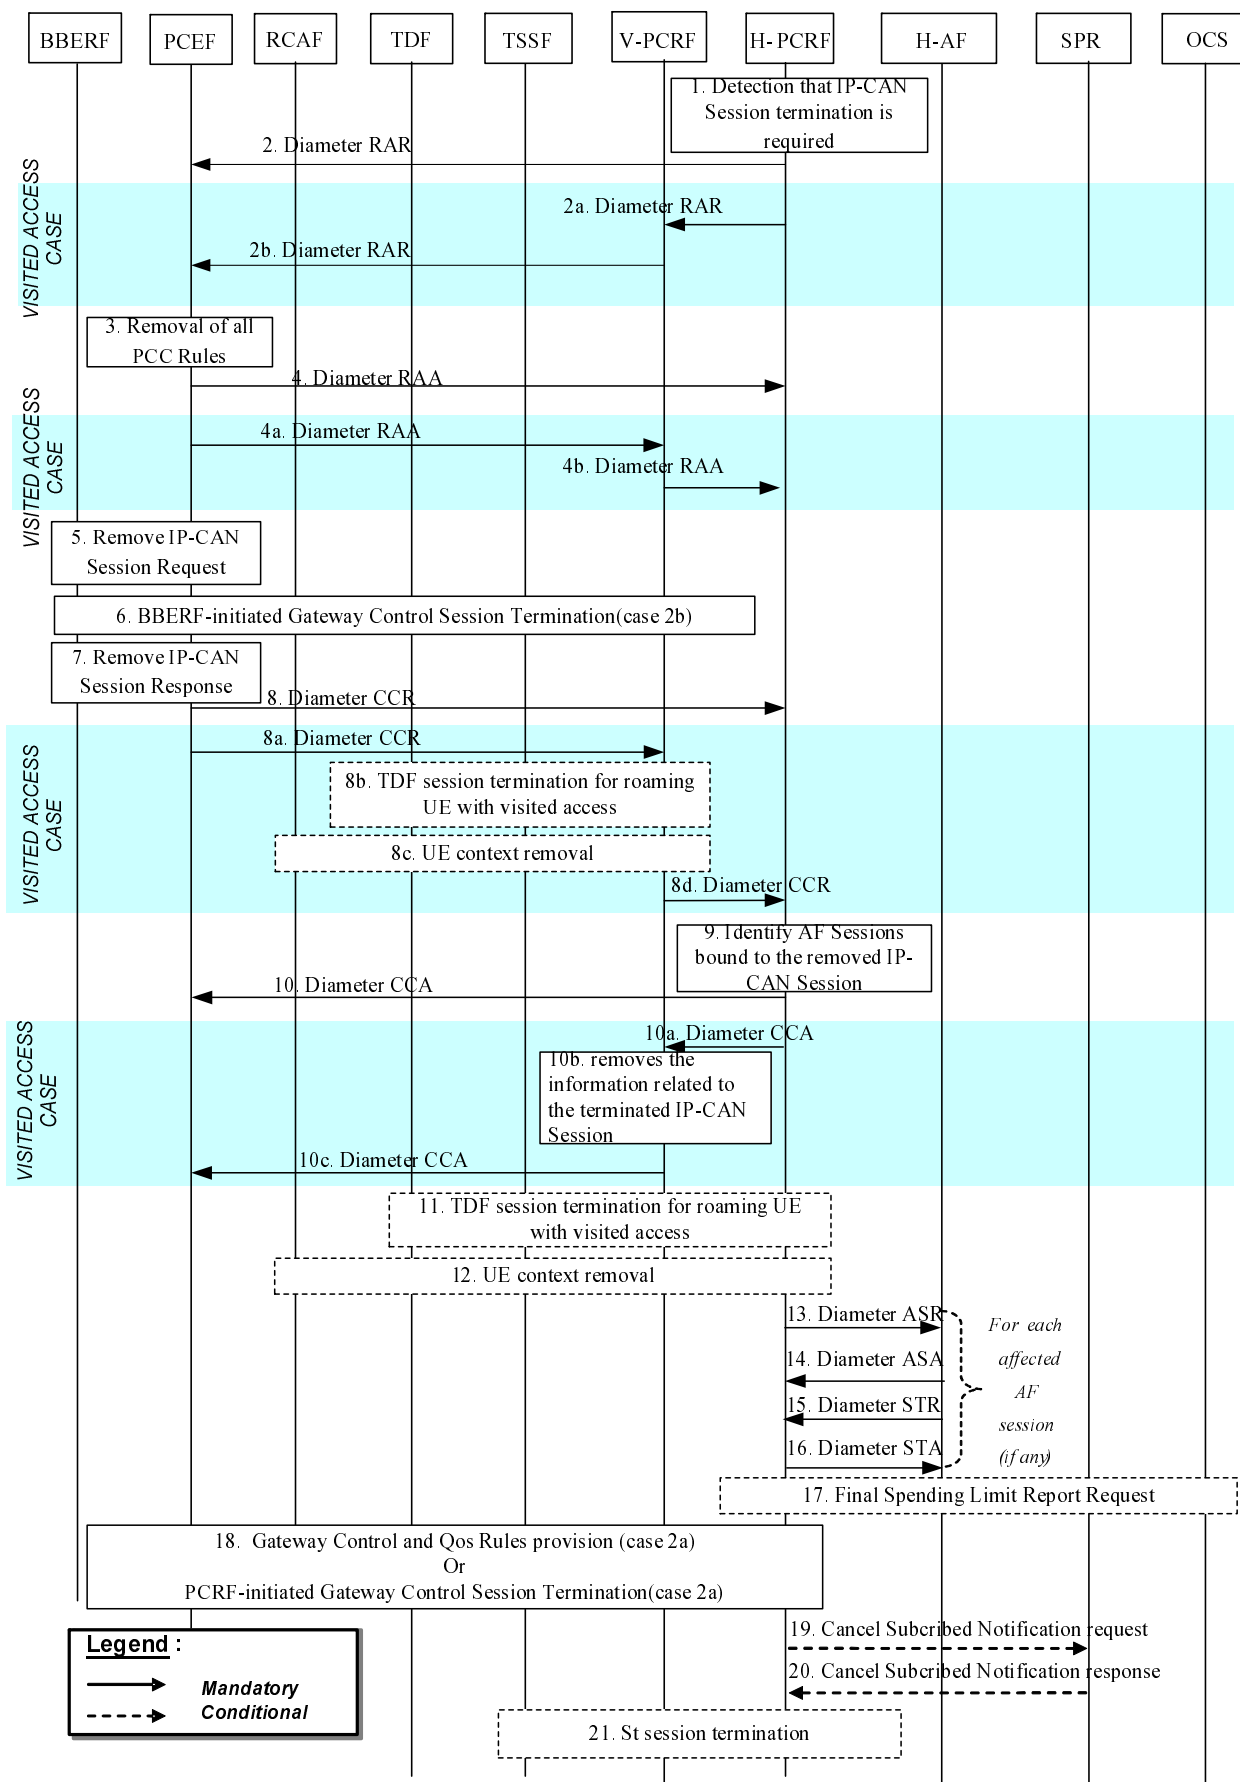 BBERF
PCEF
RCAF
TDF
TSSF
V-PCRF
H- PCRF
H-AF
SPR
OCS
1. Detection that IP-CAN
Session termination is
required
2. Diameter RAR
VISITED ACCESS
CASE
2a. Diameter RAR
2b. Diameter RAR
3. Removal of all
PCC Rules
4. Diameter RAA
VISITED ACCESS
CASE
4a. Diameter RAA
4b. Diameter RAA
5. Remove IP-CAN
Session Request
6. BBERF-initiated Gateway Control Session Termination(case 2b)
7. Remove IP-CAN
Session Response
8. Diameter CCR
VISITED ACCESS
CASE
8a. Diameter CCR
8b. TDF session termination for roaming
UE with visited access
8c. UE context removal
8d. Diameter CCR
9. Identify AF Sessions
bound to the removed IP-
CAN Session
10. Diameter CCA
VISITED ACCESS
CASE
10a. Diameter CCA
10b. removes the
information related to
the terminated IP-CAN
Session
10c. Diameter CCA
11. TDF session termination for roaming UE
with visited access
12. UE context removal
13. Diameter ASR
14. Diameter ASA
15. Diameter STR
16. Diameter STA
For each
affected
AF
session
(if any)
17. Final Spending Limit Report Request
18. Gateway Control and Qos Rules provision (case 2a)
Or
PCRF-initiated Gateway Control Session Termination(case 2a)
19. Cancel Subcribed Notification request
20. Cancel Subcribed Notification response
21. St session termination
Legend :
Mandatory
Conditional